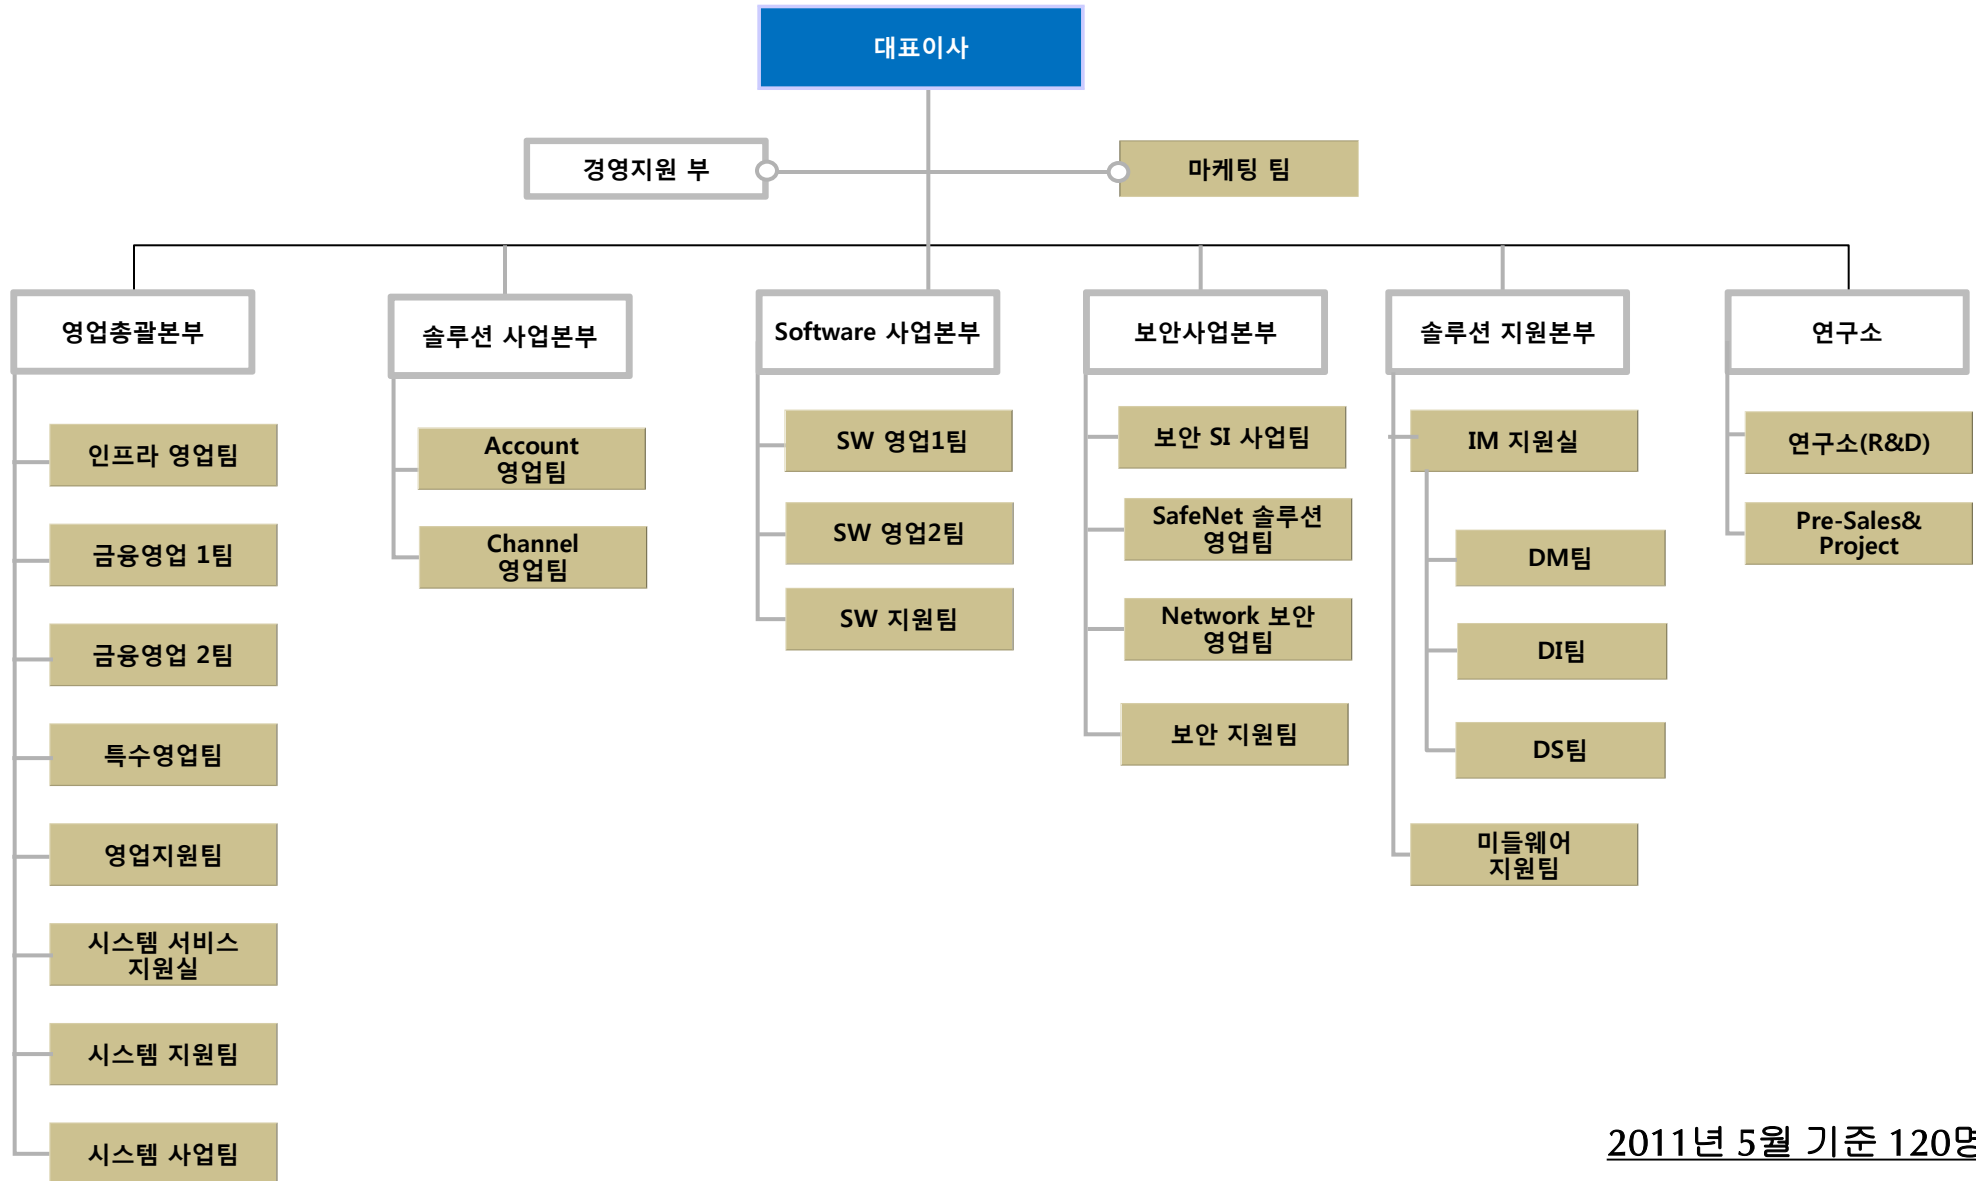 대표이사
경영지원 부
마케팅 팀
영업총괄본부
솔루션 사업본부
Software 사업본부
보안사업본부
솔루션 지원본부
연구소
인프라 영업팀
금융영업 1팀
금융영업 2팀
특수영업팀
영업지원팀
시스템 서비스
지원실
시스템 지원팀
시스템 사업팀
Account
영업팀
Channel
영업팀
SW 영업1팀
SW 영업2팀
SW 지원팀
보안 SI 사업팀
SafeNet 솔루션
영업팀
Network 보안
영업팀
보안 지원팀
IM 지원실
DM팀
DI팀
DS팀
미들웨어
지원팀
연구소(R&D)
Pre-Sales&
Project
2011년 5월 기준 120명